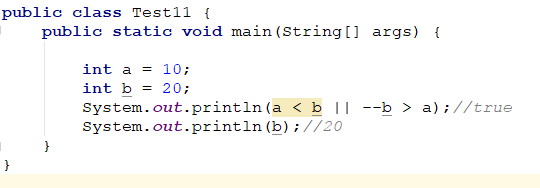 public class Test11 {
public static void main(String[] args) {
int a = 10;
int b = 20;
System.out.println(a < b || --b > a);//true
System.out.println(b);//20
}
}